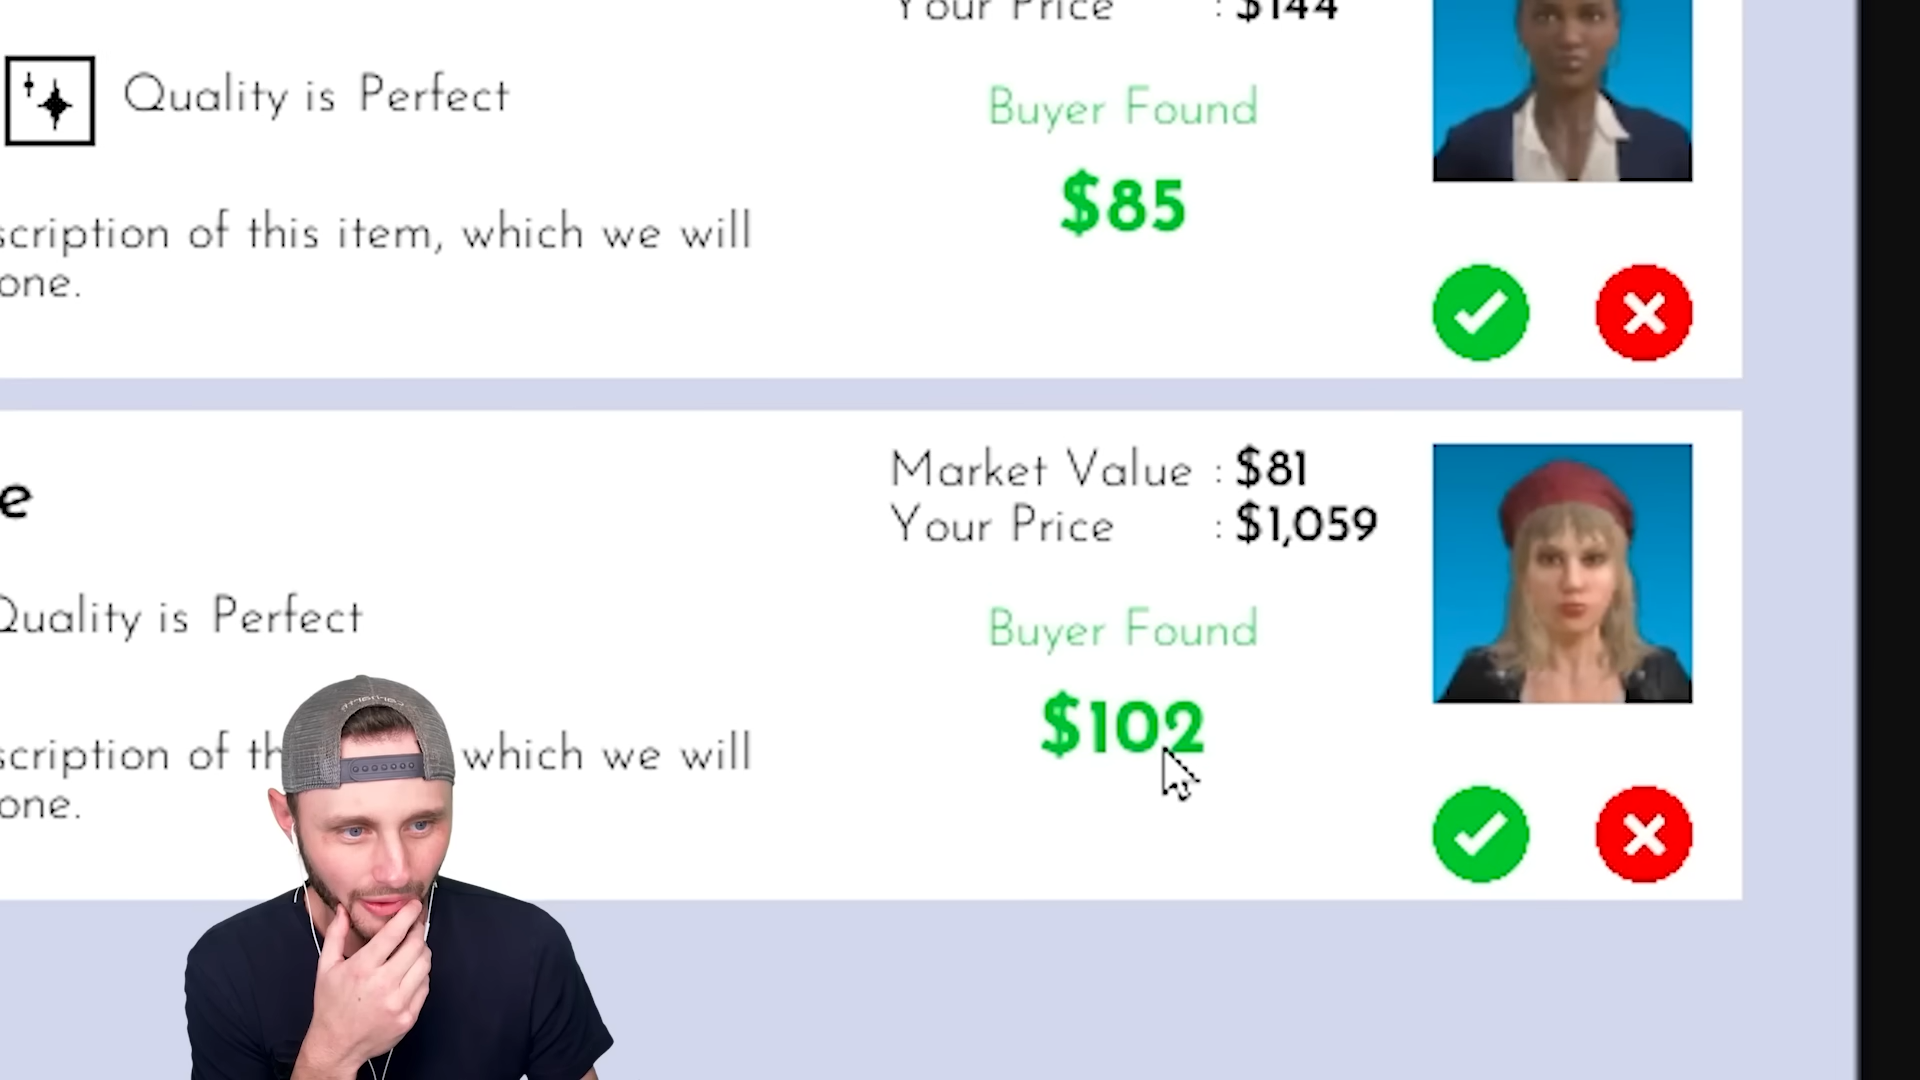 Your Price : $144
Quality is Perfect
Buyer Found
$85
scription of this item, which we will
one.
e
Market Value : $81
Your Price : $1,059
Quality is Perfect
Buyer Found
$102
scription of th which we will
one.